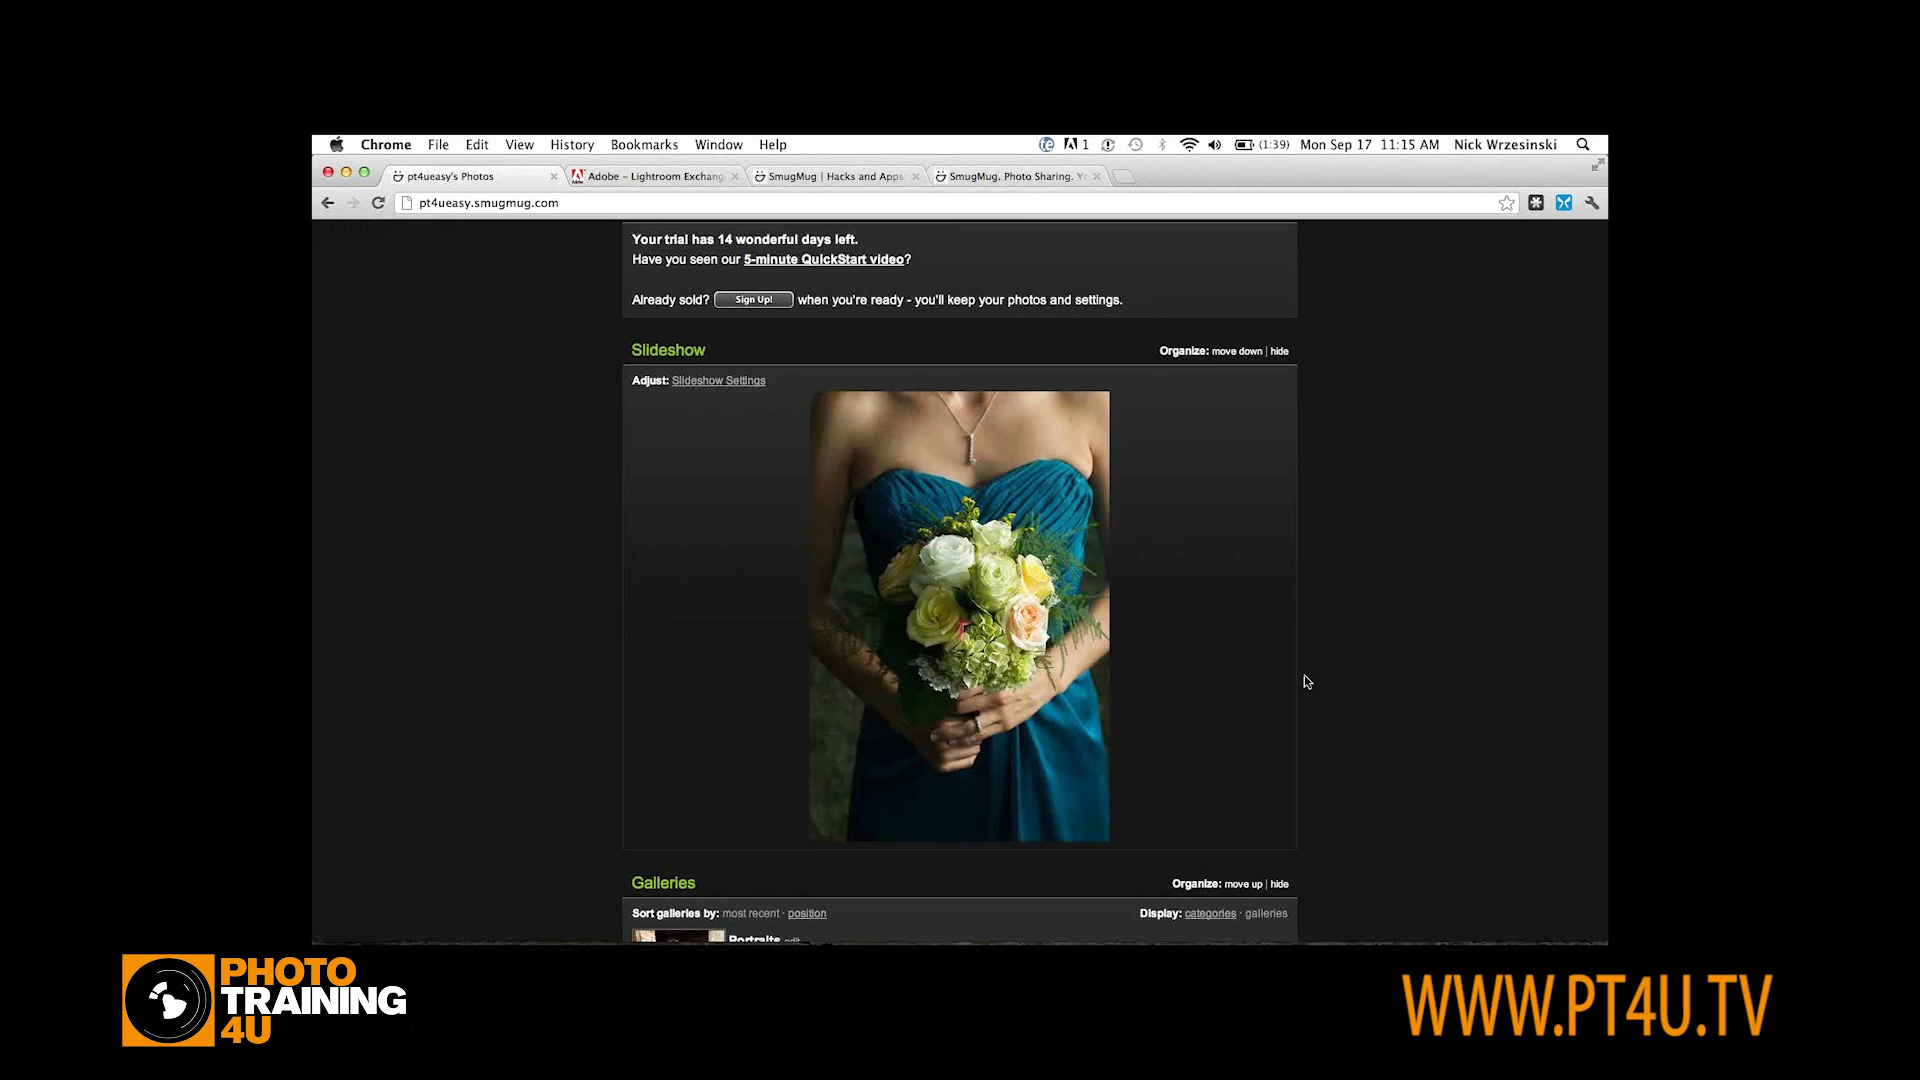 Chrome File Edit View History Bookmarks Window Help 1 (1:39) Mon Sep 17 11:15 AM Nick Wrzesinski
pt4ueasy's Photos Adobe - Lightroom Exchang SmugMug | Hacks and Apps SmugMug. Photo Sharing. Yo
pt4ueasy.smugmug.com
Your trial has 14 wonderful days left.
Have you seen our 5-minute QuickStart video?
Already sold? Sign Up! when you're ready - you'll keep your photos and settings.
Slideshow Organize: move down | hide
Adjust: Slideshow Settings
Galleries Organize: move up | hide
Sort galleries by: most recent · position Display: categories · galleries
Portraits edit
PHOTO
TRAINING
4U
WWW.PT4U.TV